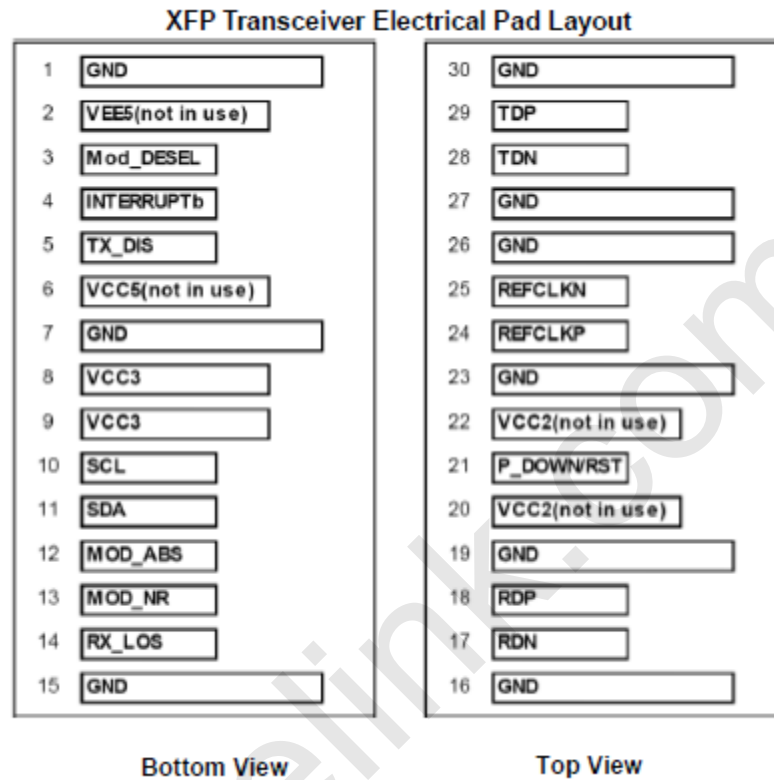 XFP Transceiver Electrical Pad Layout
1 GND
2 VEE5(not in use)
3 Mod_DESEL
4 INTERRUPTb
5 TX_DIS
6 VCC5(not in use)
7 GND
8 VCC3
9 VCC3
10 SCL
11 SDA
12 MOD_ABS
13 MOD_NR
14 RX_LOS
15 GND
Bottom View
30 GND
29 TDP
28 TDN
27 GND
26 GND
25 REFCLKN
24 REFCLKP
23 GND
22 VCC2(not in use)
21 P_DOWN/RST
20 VCC2(not in use)
19 GND
18 RDP
17 RDN
16 GND
Top View
elink.com